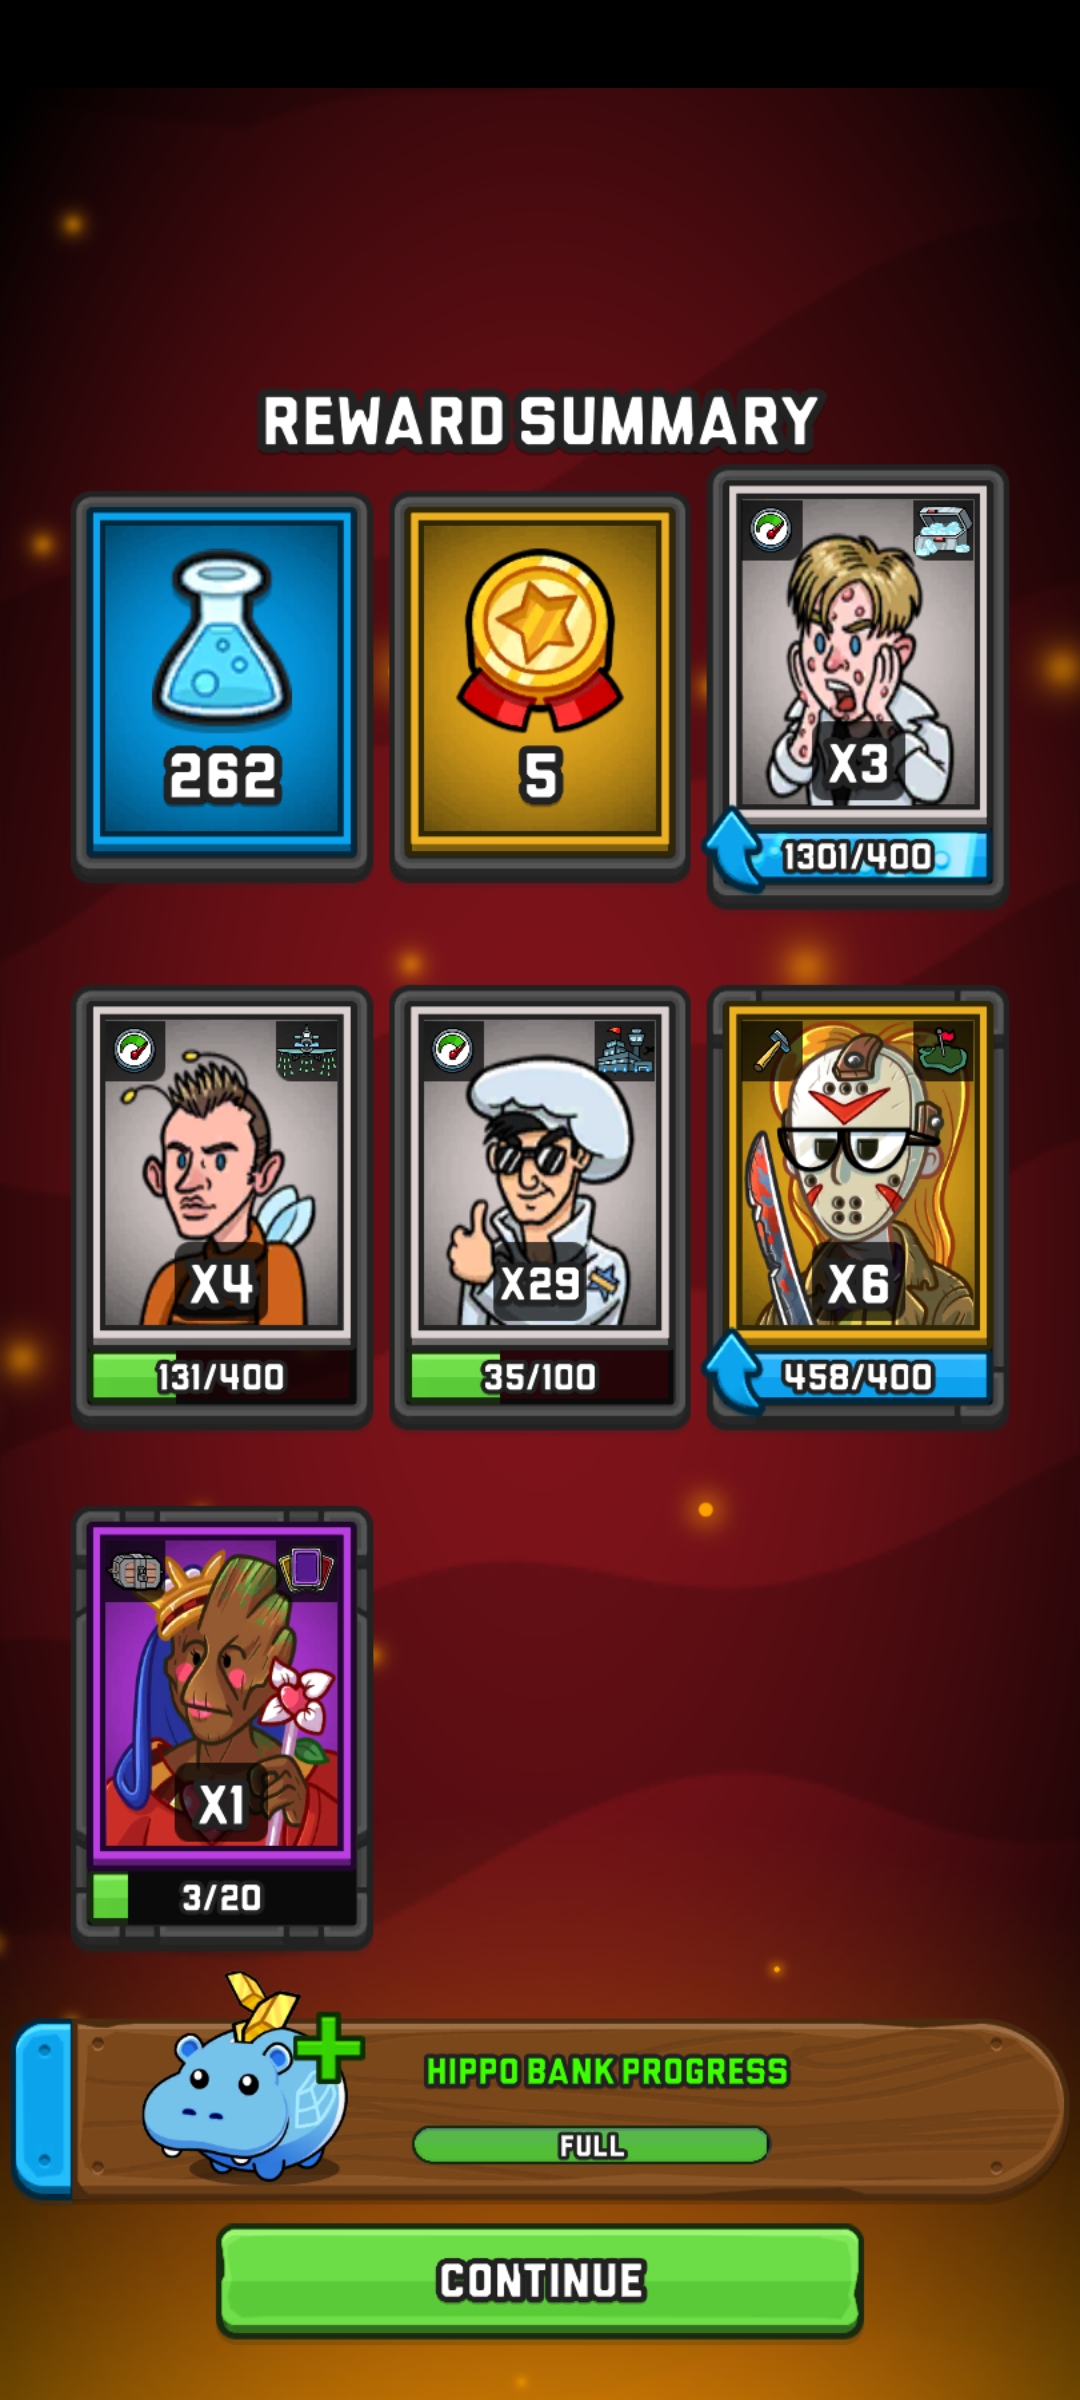 REWARD SUMMARY
262
5
X3
1301/400
X4
131/400
X29
35/100
X6
458/400
X1
3/20
HIPPO BANK PROGRESS
FULL
CONTINUE